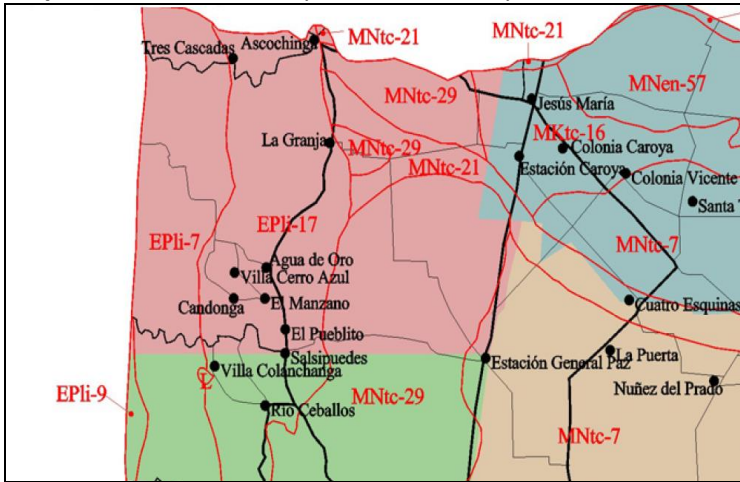 Ascochinga
MNtc-21
MNtc-21
Tres Cascadas
MNen-57
MNtc-29
Jesús María
MKtc-16
La Granja
MNtc-29
Colonia Caroya
MNtc-21
Estación Caroya
Colonia Vicente
Santa
EPli-17
EPli-7
MNtc-7
Agua de Oro
Villa Cerro Azul
Candonga
El Manzano
Cuatro Esquinas
El Pueblito
Salsipuedes
Estación General Paz
La Puerta
Villa Colanchanga
L
EPli-9
MNtc-29
Nuñez del Prado
Río Ceballos
MNtc-7